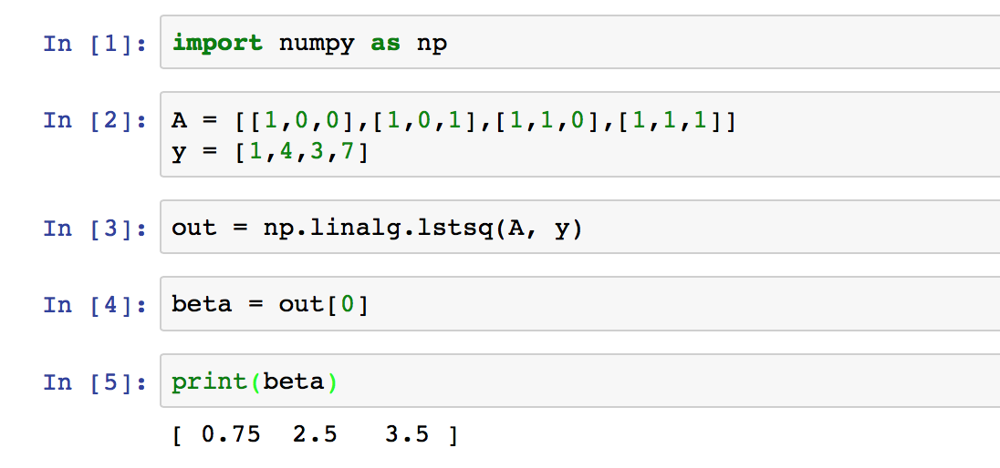 In [1]: import numpy as np
In [2]: A = [[1,0,0],[1,0,1],[1,1,0],[1,1,1]]
y = [1,4,3,7]
In [3]: out = np.linalg.lstsq(A, y)
In [4]: beta = out[0]
In [5]: print(beta)
[ 0.75  2.5   3.5 ]